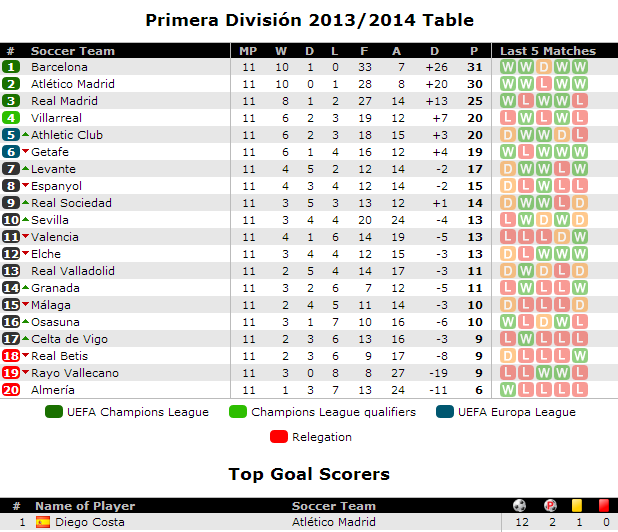 Primera División 2013/2014 Table
# Soccer Team MP W D L F A D P Last 5 Matches
1 Barcelona 11 10 1 0 33 7 +26 31 W W D W W
2 Atlético Madrid 11 10 0 1 28 8 +20 30 W W L W W
3 Real Madrid 11 8 1 2 27 14 +13 25 W L W W L
4 Villarreal 11 6 2 3 19 12 +7 20 L W L W L
5 Athletic Club 11 6 2 3 18 15 +3 20 D W W D L
6 Getafe 11 6 1 4 16 12 +4 19 W L W W W
7 Levante 11 4 5 2 12 14 -2 17 W D L L W
8 Espanyol 11 4 3 4 12 14 -2 15 D L W L L
9 Real Sociedad 11 3 5 3 13 12 +1 14 D W W L D
10 Sevilla 11 3 4 4 20 24 -4 13 L W D W D
11 Valencia 11 4 1 6 14 19 -5 13 L L L D W
12 Elche 11 3 4 4 12 15 -3 13 D L W W W
13 Real Valladolid 11 2 5 4 14 17 -3 11 D W D L D
14 Granada 11 3 2 6 7 12 -5 11 L W L L W
15 Málaga 11 2 4 5 11 14 -3 10 D L L L D
16 Osasuna 11 3 1 7 10 16 -6 10 W L D W L
17 Celta de Vigo 11 2 3 6 13 16 -3 9 L W L L L
18 Real Betis 11 2 3 6 9 17 -8 9 D L L L W
19 Rayo Vallecano 11 3 0 8 8 27 -19 9 L L W W L
20 Almería 11 1 3 7 13 24 -11 6 W L L L L
UEFA Champions League Champions League qualifiers UEFA Europa League
Relegation
Top Goal Scorers
# Name of Player Soccer Team P
1 Diego Costa Atlético Madrid 12 2 1 0